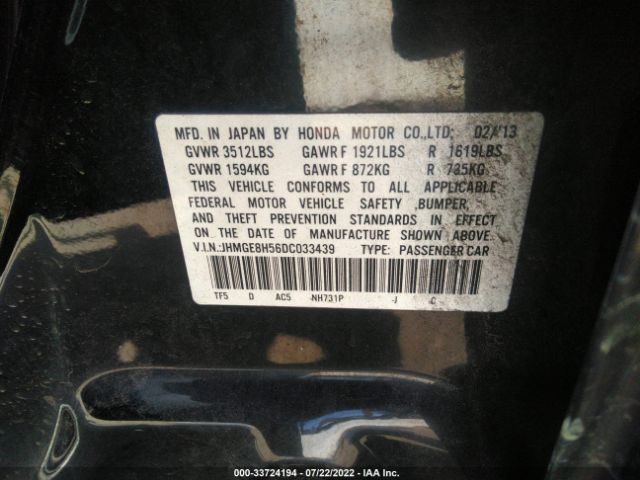 MFD. IN JAPAN BY HONDA MOTOR CO.,LTD; 02/'13
GVWR 3512LBS GAWR F 1921LBS R 1619LBS
GVWR 1594KG GAWR F 872KG R 735KG
THIS VEHICLE CONFORMS TO ALL APPLICABLE
FEDERAL MOTOR VEHICLE SAFETY ,BUMPER,
AND THEFT PREVENTION STANDARDS IN EFFECT
ON THE DATE OF MANUFACTURE SHOWN ABOVE.
V.I.N.:JHMGE8H56DC033439 TYPE: PASSENGER CAR
TF5 D AC5 NH731P -J C
000-33724194 - 07/22/2022 - IAA Inc.